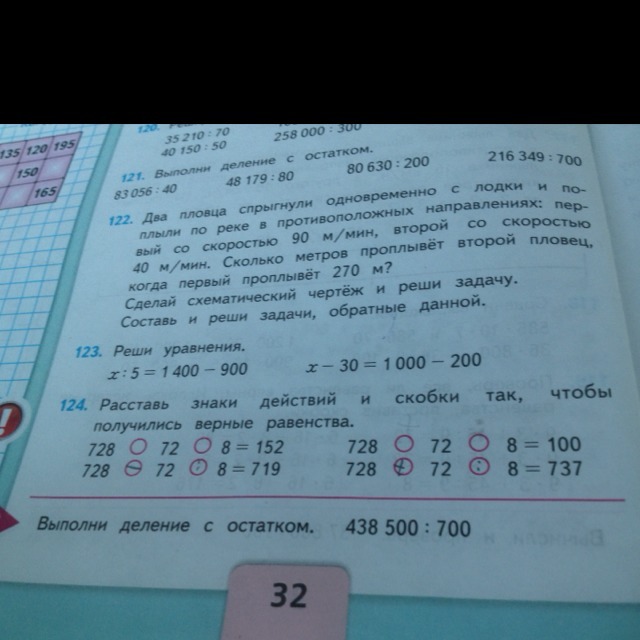 135 120 195
150
165
120.
35 210 : 70
258 000 : 300
40 150 : 50
121. Выполни деление с остатком.
83 056 : 40 48 179 : 80 80 630 : 200 216 349 : 700
122. Два пловца спрыгнули одновременно с лодки и по-
плыли по реке в противоположных направлениях: пер-
вый со скоростью 90 м/мин, второй со скоростью
40 м/мин. Сколько метров проплывёт второй пловец,
когда первый проплывёт 270 м?
Сделай схематический чертёж и реши задачу.
Составь и реши задачи, обратные данной.
123. Реши уравнения.
x : 5 = 1 400 − 900 x − 30 = 1 000 − 200
124. Расставь знаки действий и скобки так, чтобы
получились верные равенства.
728 ○ 72 ○ 8 = 152 728 ○ 72 ○ 8 = 100
728 ⊖ 72 : 8 = 719 728 + 72 : 8 = 737
!
Выполни деление с остатком. 438 500 : 700
32